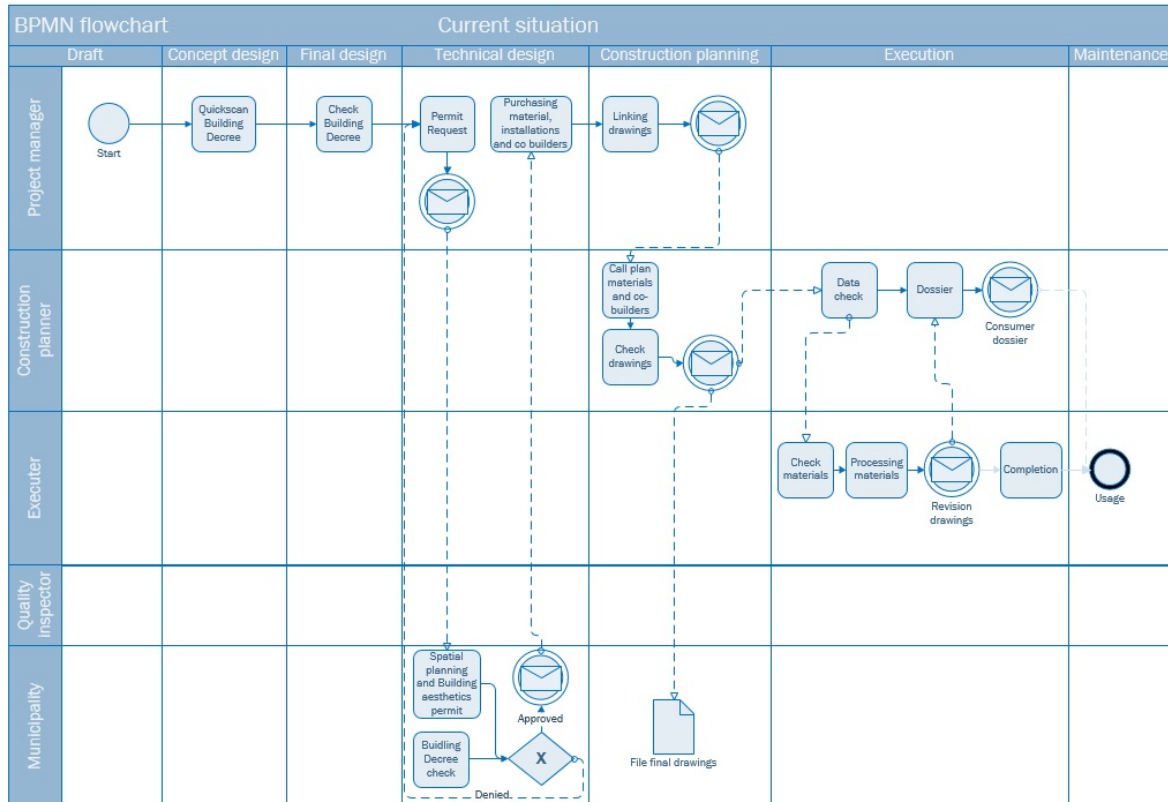 BPMN flowchart
Current situation
Draft
Concept design
Final design
Technical design
Construction planning
Execution
Maintenance
Project manager
Start
Quickscan
Building
Decree
Check
Building
Decree
Permit
Request
Purchasing
material,
installations
and co builders
Linking
drawings
Construction
planner
Call plan
materials
and co-
builders
Check
drawings
Data
check
Dossier
Consumer
dossier
Executer
Check
materials
Processing
materials
Revision
drawings
Completion
Usage
Quality
inspector
Municipality
Spatial
planning
and Building
aesthetics
permit
Approved
Buidling
Decree
check
X
Denied
File final drawings